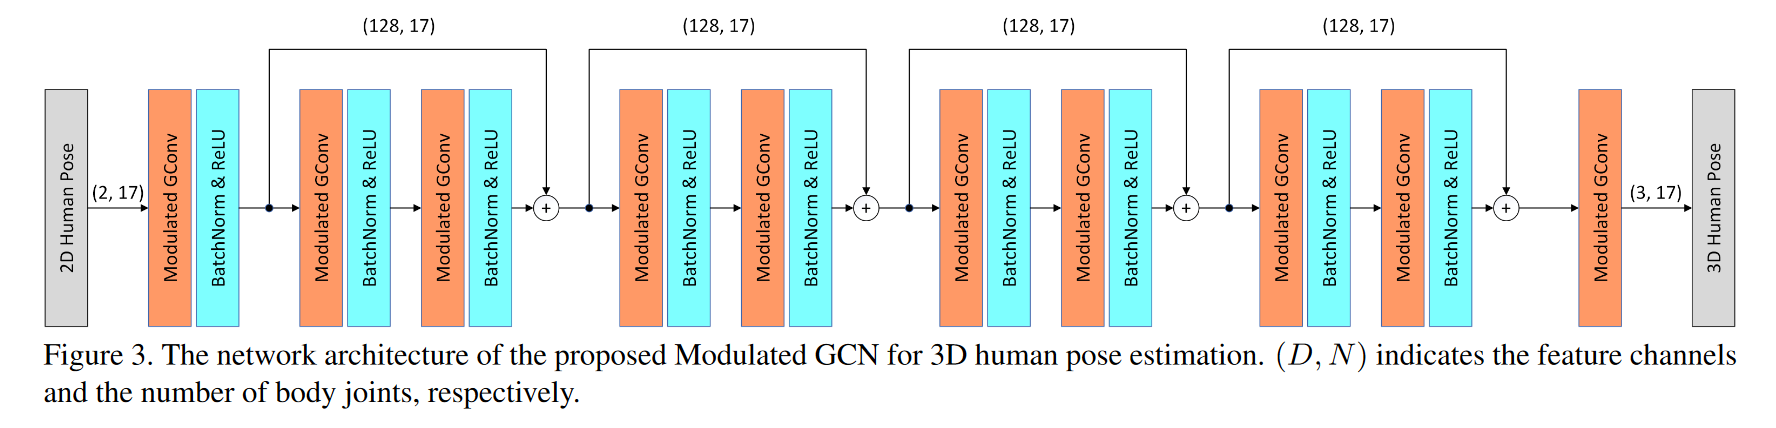 (128, 17)
(128, 17)
(128, 17)
(128, 17)
2D Human Pose
(2, 17)
Modulated GConv
BatchNorm & ReLU
Modulated GConv
BatchNorm & ReLU
Modulated GConv
BatchNorm & ReLU
+
Modulated GConv
BatchNorm & ReLU
Modulated GConv
BatchNorm & ReLU
+
Modulated GConv
BatchNorm & ReLU
Modulated GConv
BatchNorm & ReLU
+
Modulated GConv
BatchNorm & ReLU
Modulated GConv
BatchNorm & ReLU
+
Modulated GConv
(3, 17)
3D Human Pose
Figure 3. The network architecture of the proposed Modulated GCN for 3D human pose estimation. (D, N) indicates the feature channels
and the number of body joints, respectively.